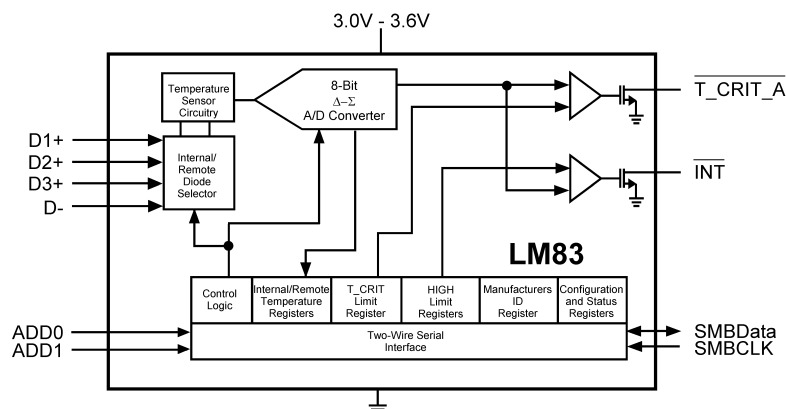 3.0V - 3.6V
Temperature
Sensor
Circuitry
8-Bit
Δ–Σ
A/D Converter
T_CRIT_A
D1+
D2+
D3+
D-
Internal/
Remote
Diode
Selector
INT
LM83
Control
Logic
Internal/Remote
Temperature
Registers
T_CRIT
Limit
Register
HIGH
Limit
Registers
Manufacturers
ID
Register
Configuration
and Status
Registers
ADD0
ADD1
Two-Wire Serial
Interface
SMBData
SMBCLK